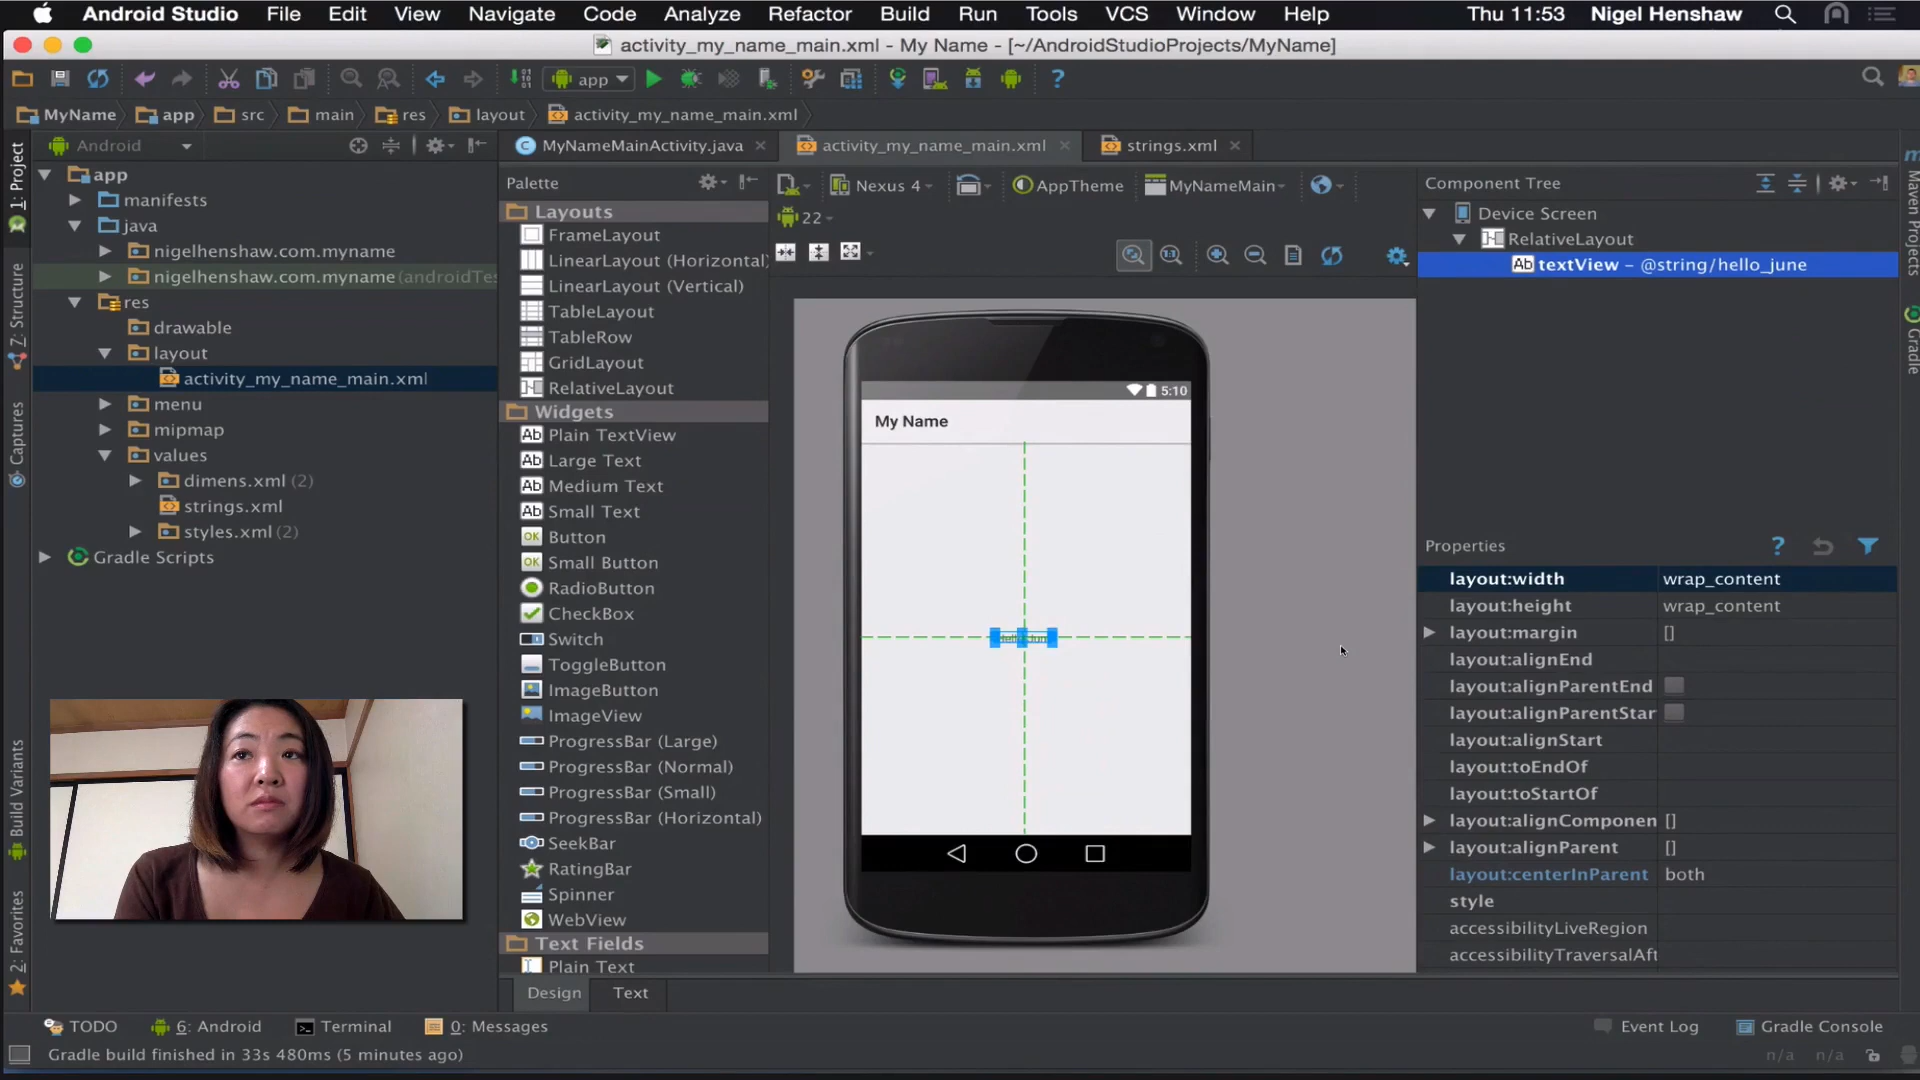 Android Studio File Edit View Navigate Code Analyze Refactor Build Run Tools VCS Window Help Thu 11:53 Nigel Henshaw
activity_my_name_main.xml - My Name - [~/AndroidStudioProjects/MyName]
app
MyName app src main res layout activity_my_name_main.xml
1: Project
7: Structure
Captures
Build Variants
2: Favorites
Android
app
manifests
java
nigelhenshaw.com.myname
nigelhenshaw.com.myname (androidTes
res
drawable
layout
activity_my_name_main.xml
menu
mipmap
values
dimens.xml (2)
strings.xml
styles.xml (2)
Gradle Scripts
MyNameMainActivity.java activity_my_name_main.xml strings.xml
Palette
Layouts
FrameLayout
LinearLayout (Horizontal)
LinearLayout (Vertical)
TableLayout
TableRow
GridLayout
RelativeLayout
Widgets
Plain TextView
Large Text
Medium Text
Small Text
Button
Small Button
RadioButton
CheckBox
Switch
ToggleButton
ImageButton
ImageView
ProgressBar (Large)
ProgressBar (Normal)
ProgressBar (Small)
ProgressBar (Horizontal)
SeekBar
RatingBar
Spinner
WebView
Text Fields
Plain Text
Design Text
Nexus 4 AppTheme MyNameMain
22
5:10
My Name
Component Tree
Device Screen
RelativeLayout
textView – @string/hello_june
Properties
layout:width wrap_content
layout:height wrap_content
layout:margin []
layout:alignEnd
layout:alignParentEnd
layout:alignParentStar
layout:alignStart
layout:toEndOf
layout:toStartOf
layout:alignComponen []
layout:alignParent []
layout:centerInParent both
style
accessibilityLiveRegion
accessibilityTraversalAft
Maven Projects
Gradle
TODO 6: Android Terminal 0: Messages Event Log Gradle Console
Gradle build finished in 33s 480ms (5 minutes ago) n/a n/a